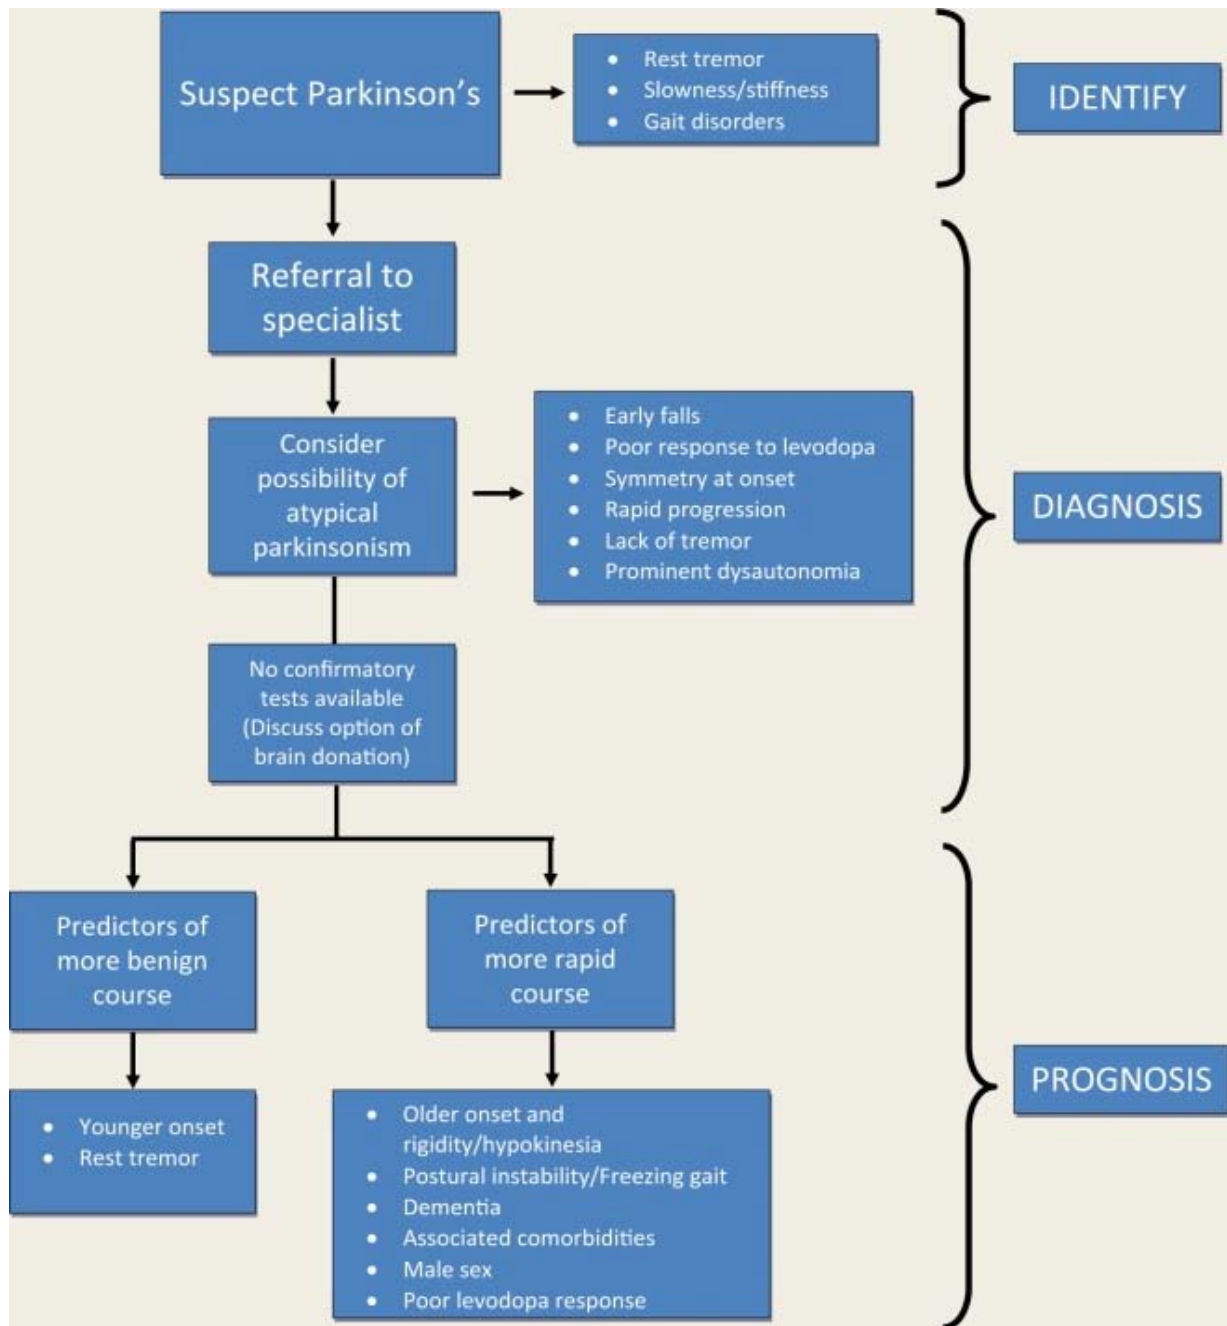 Suspect Parkinson's
• Rest tremor
• Slowness/stiffness
• Gait disorders
IDENTIFY
Referral to
specialist
Consider
possibility of
atypical
parkinsonism
• Early falls
• Poor response to levodopa
• Symmetry at onset
• Rapid progression
• Lack of tremor
• Prominent dysautonomia
DIAGNOSIS
No confirmatory
tests available
(Discuss option of
brain donation)
Predictors of
more benign
course
Predictors of
more rapid
course
• Younger onset
• Rest tremor
• Older onset and
rigidity/hypokinesia
• Postural instability/Freezing gait
• Dementia
• Associated comorbidities
• Male sex
• Poor levodopa response
PROGNOSIS